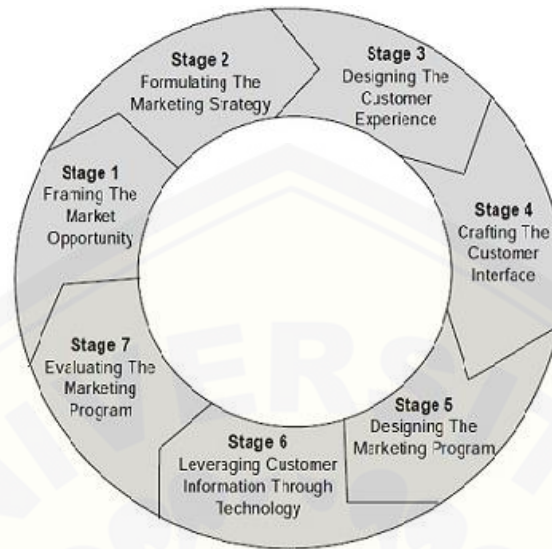 Stage 1
Framing The
Market
Opportunity
Stage 2
Formulating The
Marketing Strategy
Stage 3
Designing The
Customer
Experience
Stage 4
Crafting The
Customer
Interface
Stage 5
Designing The
Marketing Program
Stage 6
Leveraging Customer
Information Through
Technology
Stage 7
Evaluating The
Marketing
Program